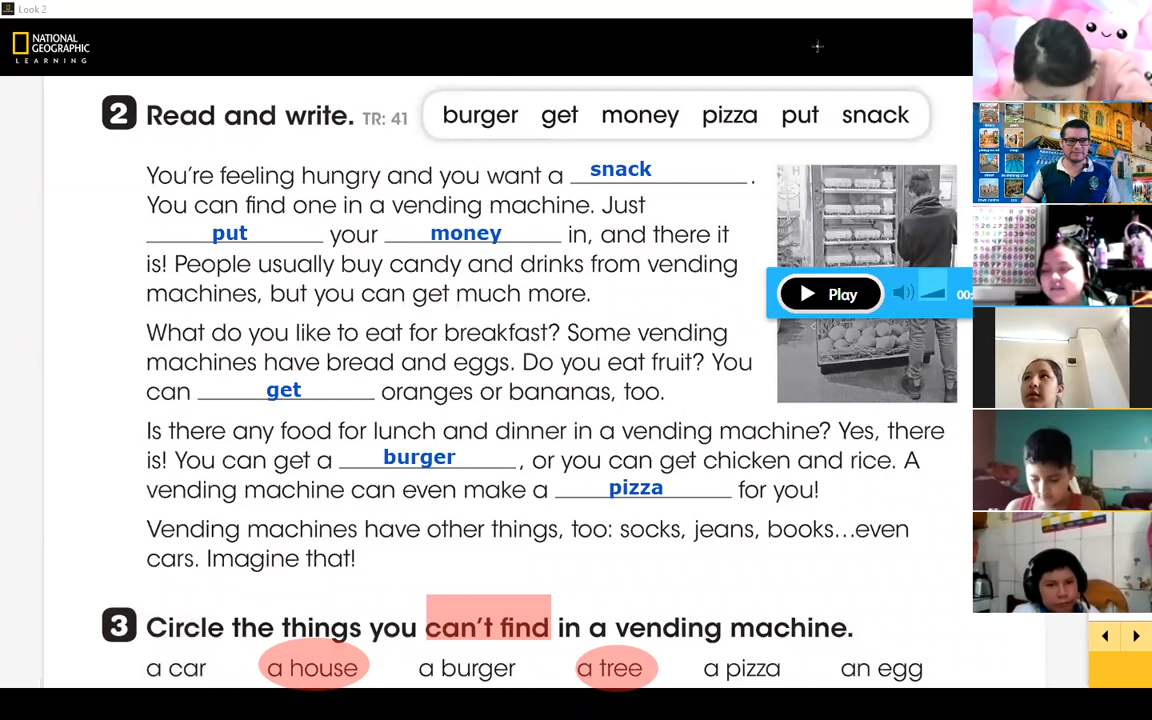 Look 2
NATIONAL
GEOGRAPHIC
LEARNING
2 Read and write. TR: 41
burger get money pizza put snack
You're feeling hungry and you want a snack .
You can find one in a vending machine. Just
put your money in, and there it
is! People usually buy candy and drinks from vending
machines, but you can get much more.
Play
00:
What do you like to eat for breakfast? Some vending
machines have bread and eggs. Do you eat fruit? You
can get oranges or bananas, too.
Is there any food for lunch and dinner in a vending machine? Yes, there
is! You can get a burger , or you can get chicken and rice. A
vending machine can even make a pizza for you!
Vending machines have other things, too: socks, jeans, books...even
cars. Imagine that!
3 Circle the things you can't find in a vending machine.
a car a house a burger a tree a pizza an egg